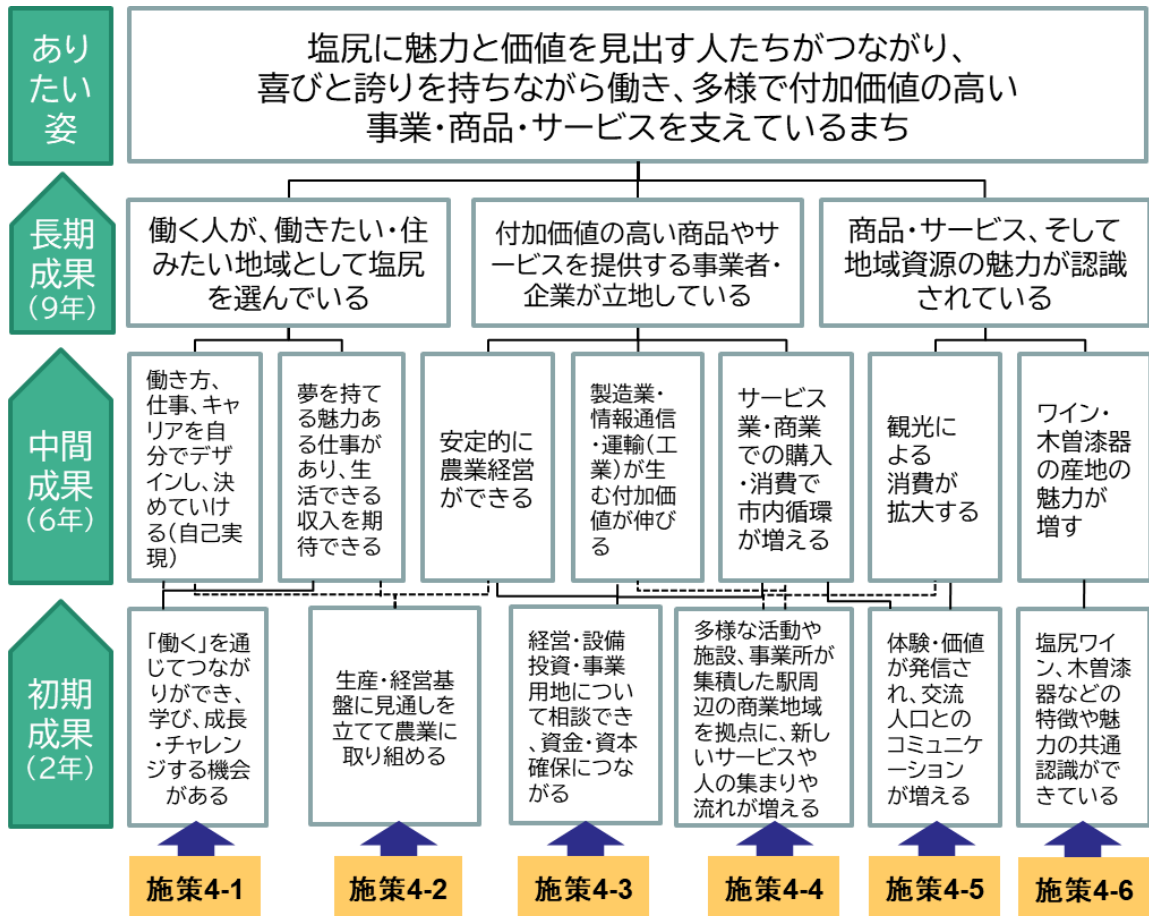 ありたい姿
塩尻に魅力と価値を見出す人たちがつながり、
喜びと誇りを持ちながら働き、多様で付加価値の高い
事業・商品・サービスを支えているまち
長期
成果
(9年)
働く人が、働きたい・住
みたい地域として塩尻
を選んでいる
付加価値の高い商品やサ
ービスを提供する事業者・
企業が立地している
商品・サービス、そして
地域資源の魅力が認識
されている
中間
成果
(6年)
働き方、
仕事、キャ
リアを自
分でデザ
インし、決
めていけ
る(自己実
現)
夢を持て
る魅力あ
る仕事が
あり、生
活できる
収入を期
待できる
安定的に
農業経営
ができる
製造業・
情報通信
・運輸(工
業)が生
む付加価
値が伸び
る
サービス
業・商業
での購入
・消費で
市内循環
が増える
観光に
よる
消費が
拡大する
ワイン・
木曽漆器
の産地の
魅力が
増す
初期
成果
(2年)
「働く」を通
じてつなが
りができ、
学び、成長
・チャレン
ジする機会
がある
生産・経営基
盤に見通しを
立てて農業に
取り組める
経営・設備
投資・事業
用地につい
て相談でき
、資金・資本
確保につな
がる
多様な活動や
施設、事業所が
集積した駅周
辺の商業地域
を拠点に、新し
いサービスや
人の集まりや
流れが増える
体験・価値
が発信さ
れ、交流
人口との
コミュニケ
ーション
が増える
塩尻ワイ
ン、木曽漆
器などの
特徴や魅
力の共通
認識がで
きている
施策4-1
施策4-2
施策4-3
施策4-4
施策4-5
施策4-6